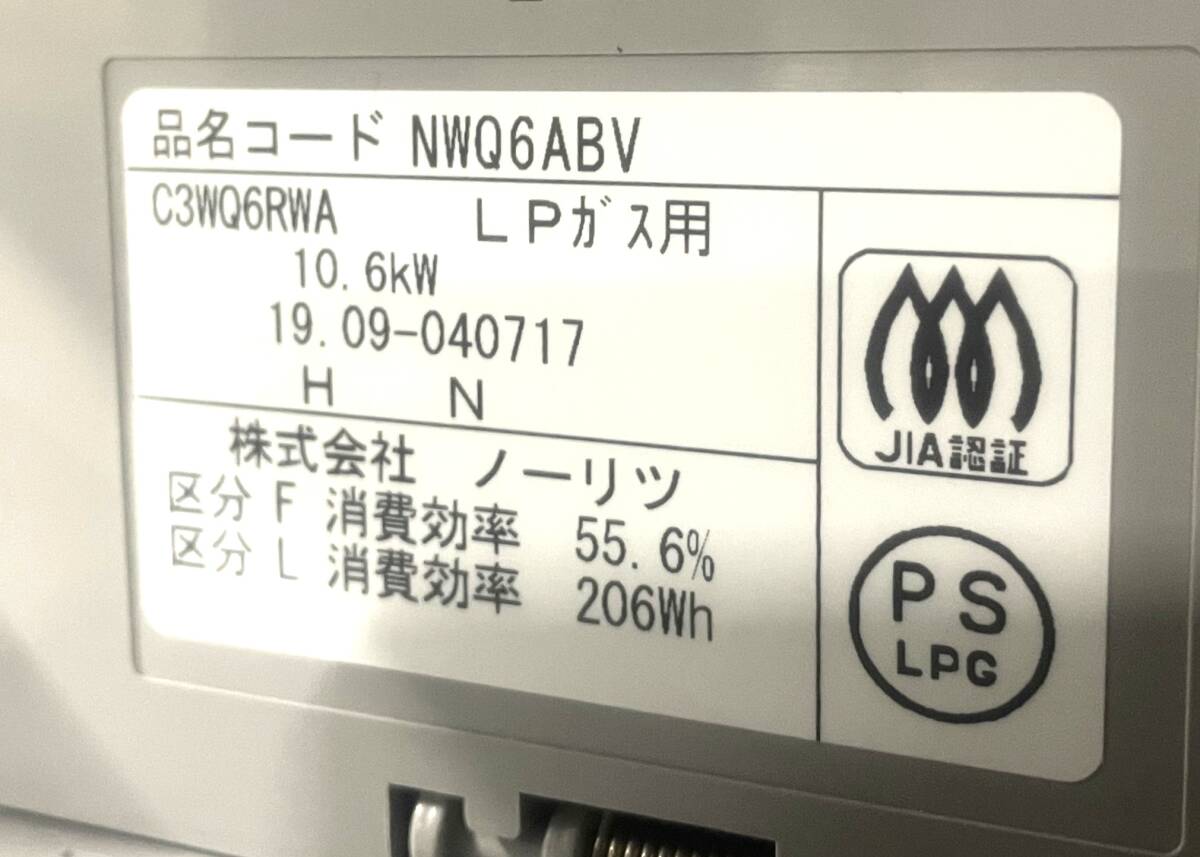 品名コード NWQ6ABV
C3WQ6RWA LPガス用
10.6kW
19.09-040717
H N
株式会社 ノーリツ
区分 F 消費効率 55.6%
区分 L 消費効率 206Wh
JIA認証
PS
LPG